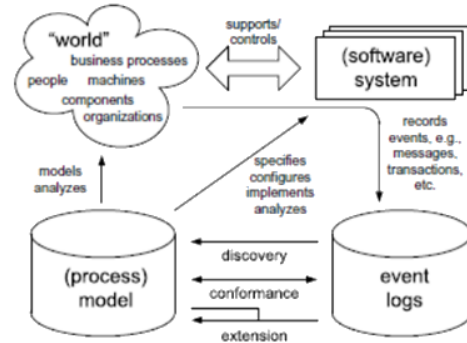 "world"
business processes
people machines
components
organizations
supports/
controls
(software)
system
models
analyzes
specifies
configures
implements
analyzes
records
events, e.g.,
messages,
transactions,
etc.
(process)
model
discovery
conformance
extension
event
logs